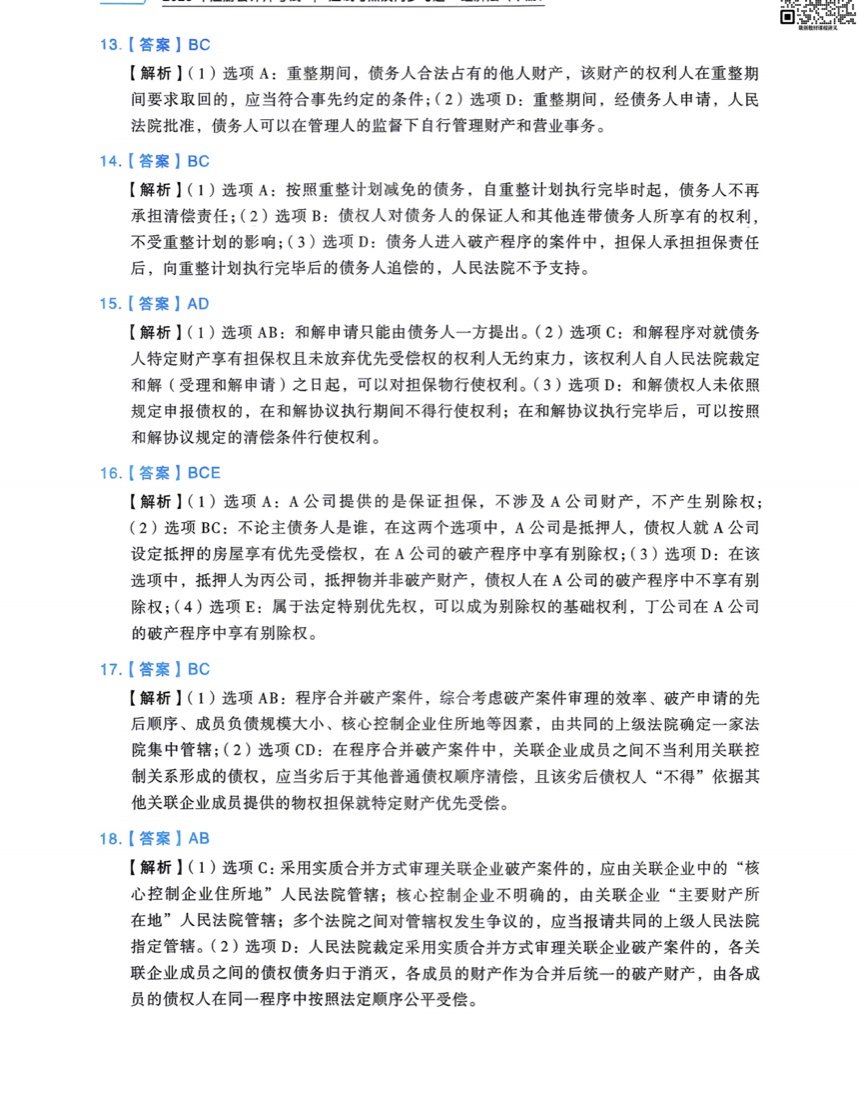 13.【答案】BC
【解析】（1）选项 A：重整期间，债务人合法占有的他人财产，该财产的权利人在重整期
间要求取回的，应当符合事先约定的条件；（2）选项 D：重整期间，经债务人申请，人民
法院批准，债务人可以在管理人的监督下自行管理财产和营业事务。
14.【答案】BC
【解析】（1）选项 A：按照重整计划减免的债务，自重整计划执行完毕时起，债务人不再
承担清偿责任；（2）选项 B：债权人对债务人的保证人和其他连带债务人所享有的权利，
不受重整计划的影响；（3）选项 D：债务人进入破产程序的案件中，担保人承担担保责任
后，向重整计划执行完毕后的债务人追偿的，人民法院不予支持。
15.【答案】AD
【解析】（1）选项 AB：和解申请只能由债务人一方提出。（2）选项 C：和解程序对就债务
人特定财产享有担保权且未放弃优先受偿权的权利人无约束力，该权利人自人民法院裁定
和解（受理和解申请）之日起，可以对担保物行使权利。（3）选项 D：和解债权人未依照
规定申报债权的，在和解协议执行期间不得行使权利；在和解协议执行完毕后，可以按照
和解协议规定的清偿条件行使权利。
16.【答案】BCE
【解析】（1）选项 A：A 公司提供的是保证担保，不涉及 A 公司财产，不产生别除权；
（2）选项 BC：不论主债务人是谁，在这两个选项中，A 公司是抵押人，债权人就 A 公司
设定抵押的房屋享有优先受偿权，在 A 公司的破产程序中享有别除权；（3）选项 D：在该
选项中，抵押人为丙公司，抵押物并非破产财产，债权人在 A 公司的破产程序中不享有别
除权；（4）选项 E：属于法定特别优先权，可以成为别除权的基础权利，丁公司在 A 公司
的破产程序中享有别除权。
17.【答案】BC
【解析】（1）选项 AB：程序合并破产案件，综合考虑破产案件审理的效率、破产申请的先
后顺序、成员负债规模大小、核心控制企业住所地等因素，由共同的上级法院确定一家法
院集中管辖；（2）选项 CD：在程序合并破产案件中，关联企业成员之间不当利用关联控
制关系形成的债权，应当劣后于其他普通债权顺序清偿，且该劣后债权人“不得”依据其
他关联企业成员提供的物权担保就特定财产优先受偿。
18.【答案】AB
【解析】（1）选项 C：采用实质合并方式审理关联企业破产案件的，应由关联企业中的“核
心控制企业住所地”人民法院管辖；核心控制企业不明确的，由关联企业“主要财产所
在地”人民法院管辖；多个法院之间对管辖权发生争议的，应当报请共同的上级人民法院
指定管辖。（2）选项 D：人民法院裁定采用实质合并方式审理关联企业破产案件的，各关
联企业成员之间的债权债务归于消灭，各成员的财产作为合并后统一的破产财产，由各成
员的债权人在同一程序中按照法定顺序公平受偿。